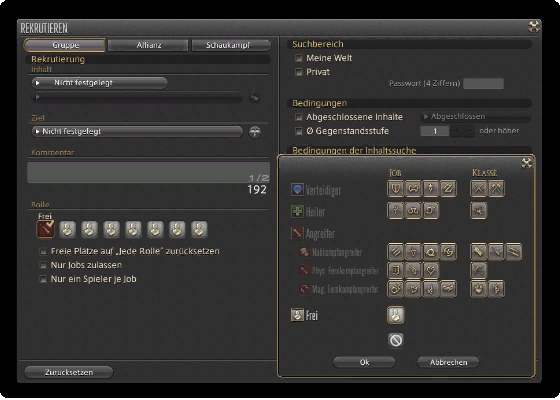 REKRUTIEREN
Gruppe
Allianz
Schaukampf
Rekrutierung
Inhalt
Nicht festgelegt
Ziel
Nicht festgelegt
Kommentar
1/2
192
Rolle
Frei
Freie Plätze auf „Jede Rolle“ zurücksetzen
Nur Jobs zulassen
Nur ein Spieler je Job
Zurücksetzen
Suchbereich
Meine Welt
Privat
Passwort (4 Ziffern)
Bedingungen
Abgeschlossene Inhalte
Abgeschlossen
Ø Gegenstandsstufe
1
oder höher
Bedingungen der Inhaltssuche
JOB
KLASSE
Verteidiger
Heiler
Angreifer
Nahkampfangreifer
Phys. Fernkampfangreifer
Mag. Fernkampfangreifer
Frei
Ok
Abbrechen